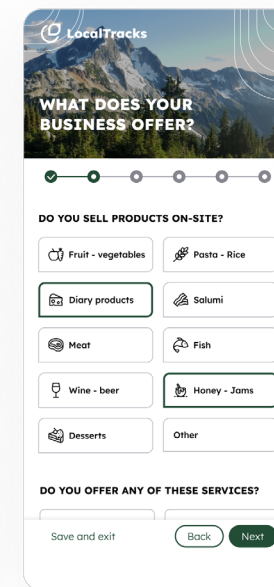 LocalTracks
WHAT DOES YOUR
BUSINESS OFFER?
DO YOU SELL PRODUCTS ON-SITE?
Fruit - vegetables
Pasta - Rice
Diary products
Salumi
Meat
Fish
Wine - beer
Honey - Jams
Desserts
Other
DO YOU OFFER ANY OF THESE SERVICES?
Save and exit
Back
Next